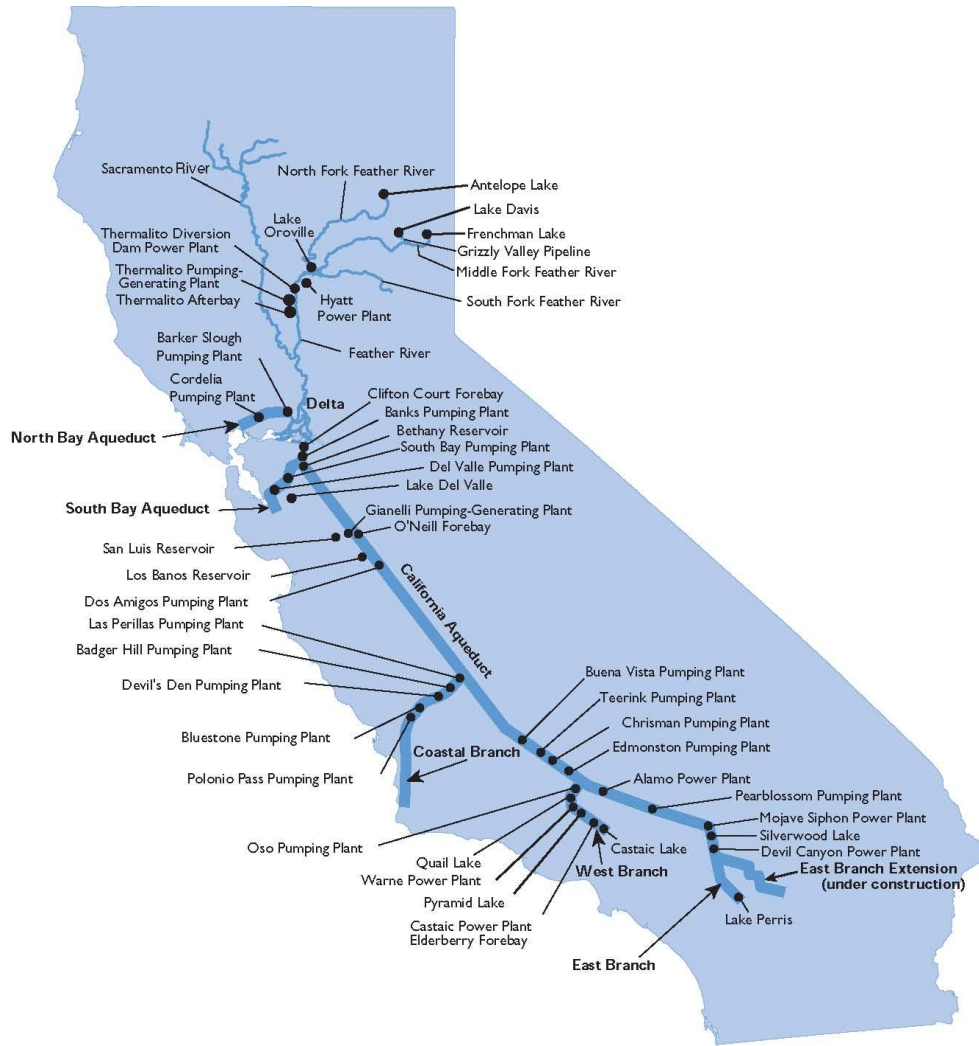 Sacramento River
North Fork Feather River
Antelope Lake
Lake Davis
Lake
Oroville
Frenchman Lake
Thermalito Diversion
Dam Power Plant
Grizzly Valley Pipeline
Middle Fork Feather River
Thermalito Pumping-
Generating Plant
Thermalito Afterbay
Hyatt
Power Plant
South Fork Feather River
Barker Slough
Pumping Plant
Feather River
Cordelia
Pumping Plant
Delta
Clifton Court Forebay
Banks Pumping Plant
Bethany Reservoir
North Bay Aqueduct
South Bay Pumping Plant
Del Valle Pumping Plant
Lake Del Valle
South Bay Aqueduct
Gianelli Pumping-Generating Plant
O'Neill Forebay
San Luis Reservoir
Los Banos Reservoir
Dos Amigos Pumping Plant
California Aqueduct
Las Perillas Pumping Plant
Badger Hill Pumping Plant
Devil's Den Pumping Plant
Bluestone Pumping Plant
Polonio Pass Pumping Plant
Coastal Branch
Buena Vista Pumping Plant
Teerink Pumping Plant
Chrisman Pumping Plant
Edmonston Pumping Plant
Alamo Power Plant
Pearblossom Pumping Plant
Mojave Siphon Power Plant
Silverwood Lake
Devil Canyon Power Plant
East Branch Extension
(under construction)
Oso Pumping Plant
Quail Lake
Warne Power Plant
Pyramid Lake
Castaic Power Plant
Elderberry Forebay
Castaic Lake
West Branch
Lake Perris
East Branch